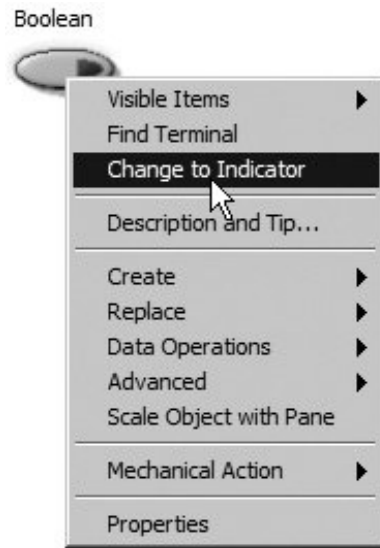 Boolean
Visible Items
Find Terminal
Change to Indicator
Description and Tip...
Create
Replace
Data Operations
Advanced
Scale Object with Pane
Mechanical Action
Properties